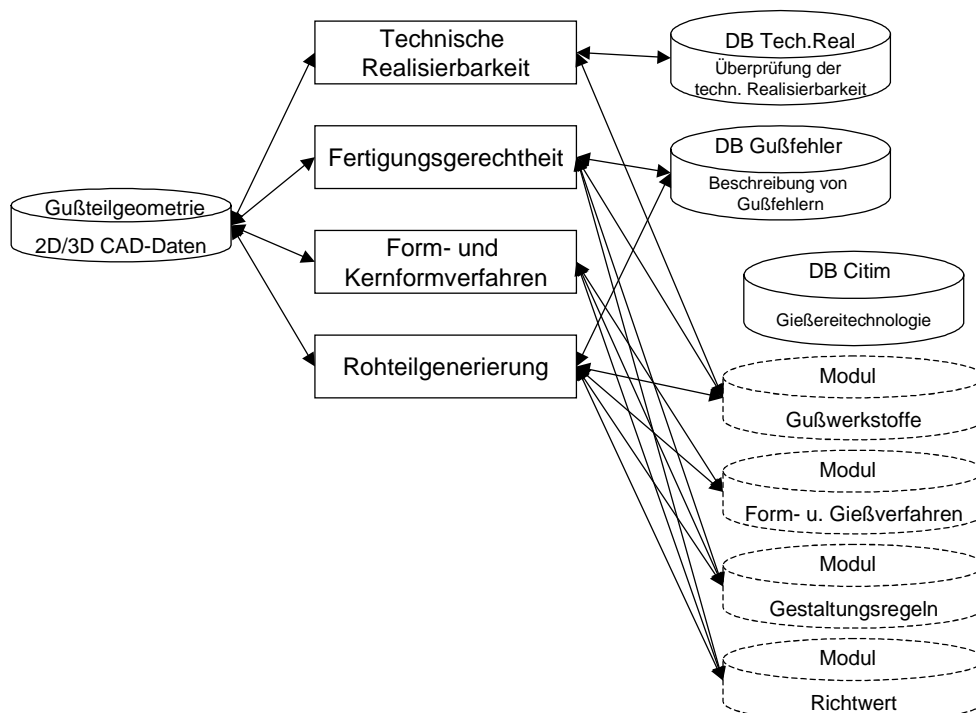 Gußteilgeometrie
2D/3D CAD-Daten
Technische
Realisierbarkeit
Fertigungsgerechtheit
Form- und
Kernformverfahren
Rohteilgenerierung
DB Tech.Real
Überprüfung der
techn. Realisierbarkeit
DB Gußfehler
Beschreibung von
Gußfehlern
DB Citim
Gießereitechnologie
Modul
Gußwerkstoffe
Modul
Form- u. Gießverfahren
Modul
Gestaltungsregeln
Modul
Richtwert